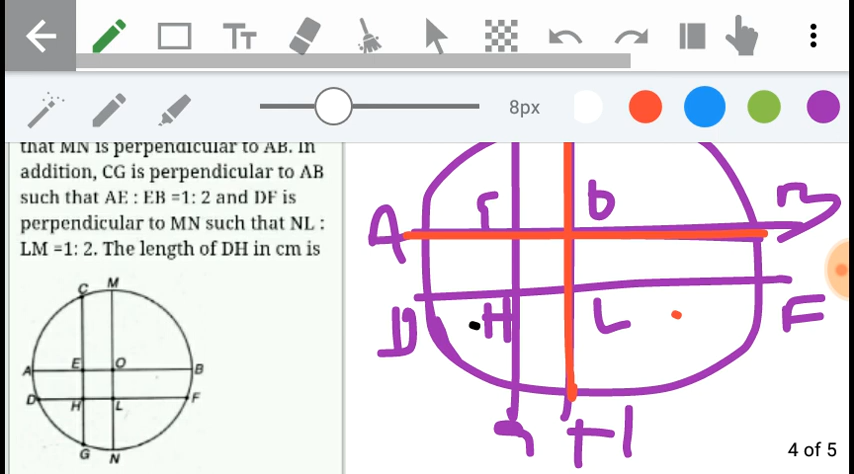 TT
8px
that MN is perpendicular to AB. In
addition, CG is perpendicular to AB
such that AE : EB =1: 2 and DF is
perpendicular to MN such that NL :
LM =1: 2. The length of DH in cm is
C M
A E O B
D H L F
G N
A B
D H L F
4 of 5